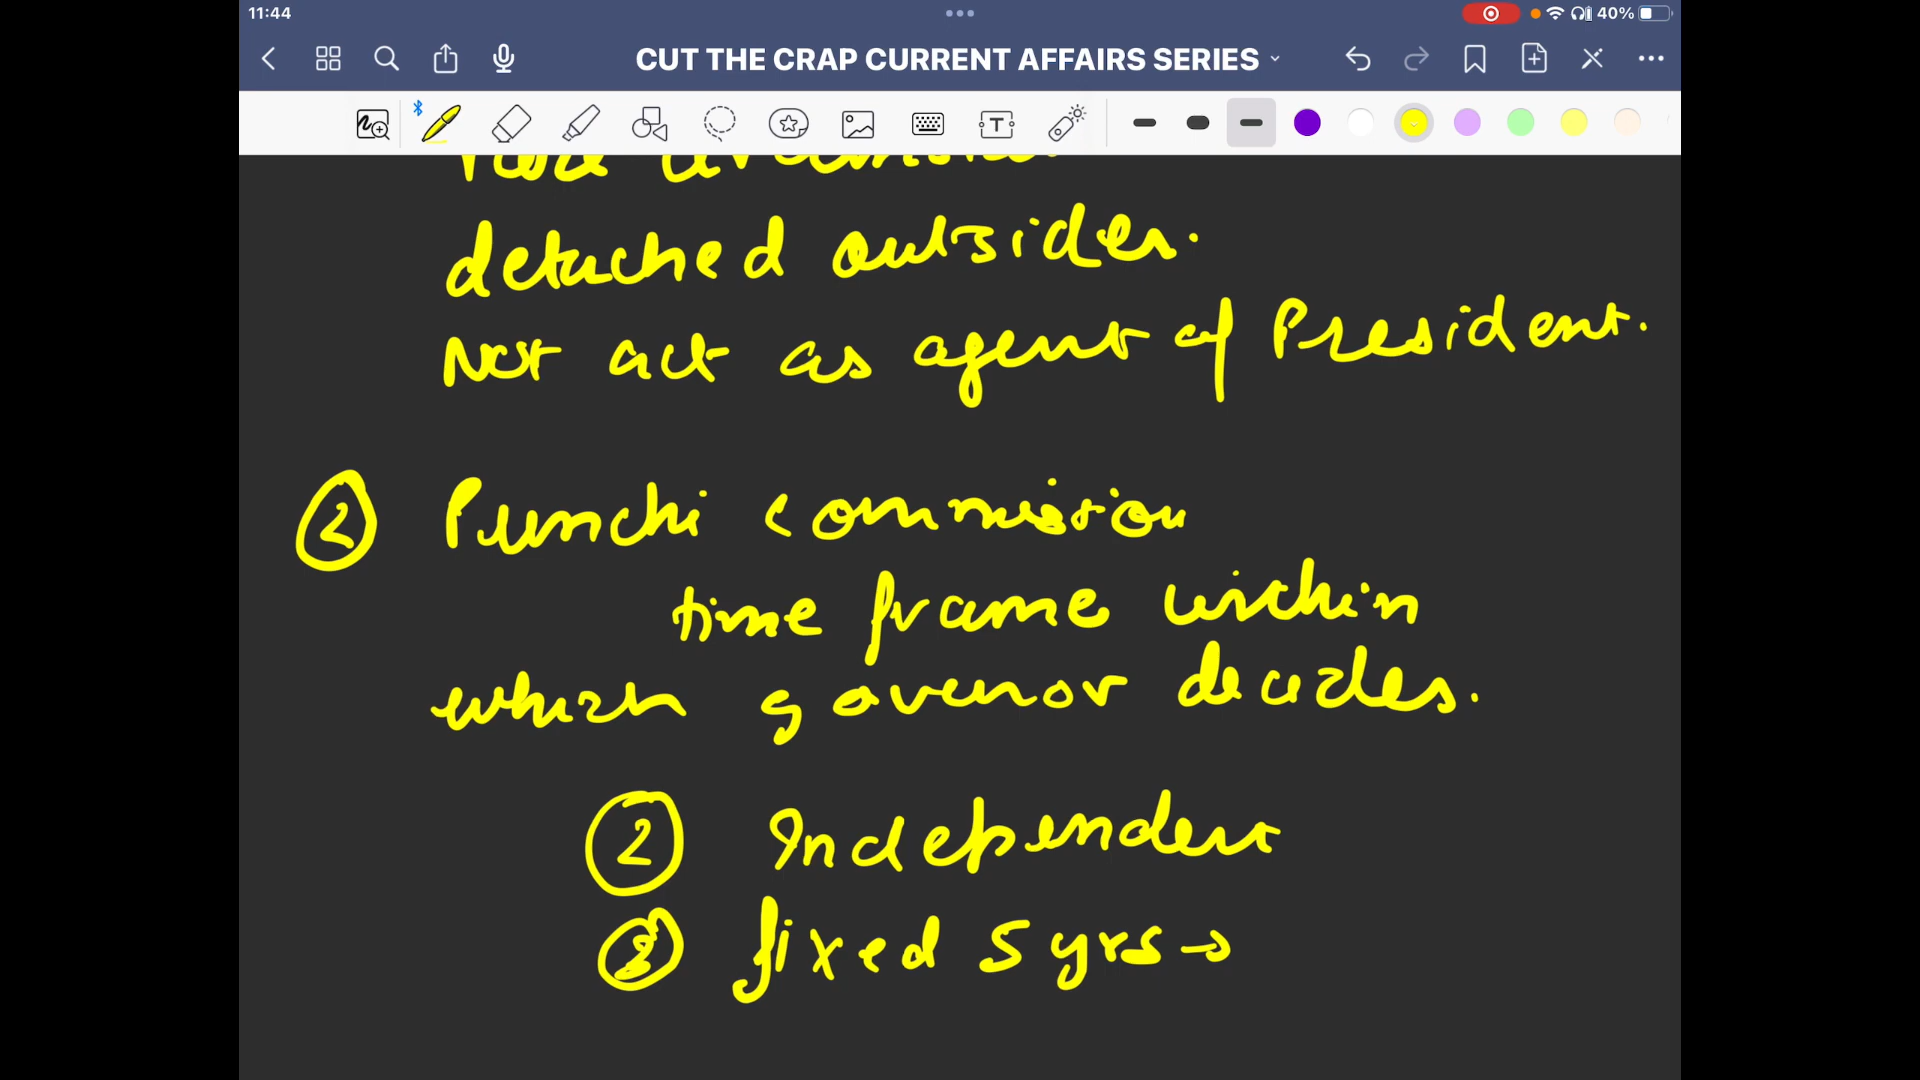 11:44
40%
CUT THE CRAP CURRENT AFFAIRS SERIES
detached outsider.
Not act as agent of President.
2 Punchi commission
time frame within
which govenor decides.
2 Independent
3 fixed 5 yrs →